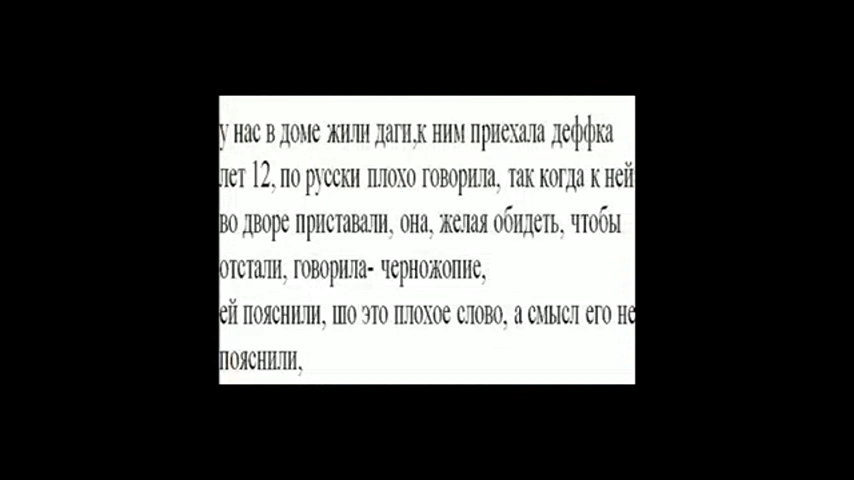 у нас в доме жили даги,к ним приехала деффка
лет 12, по русски плохо говорила, так когда к ней
во дворе приставали, она, желая обидеть, чтобы
отстали, говорила- черножопие,
ей пояснили, шо это плохое слово, а смысл его не
пояснили,